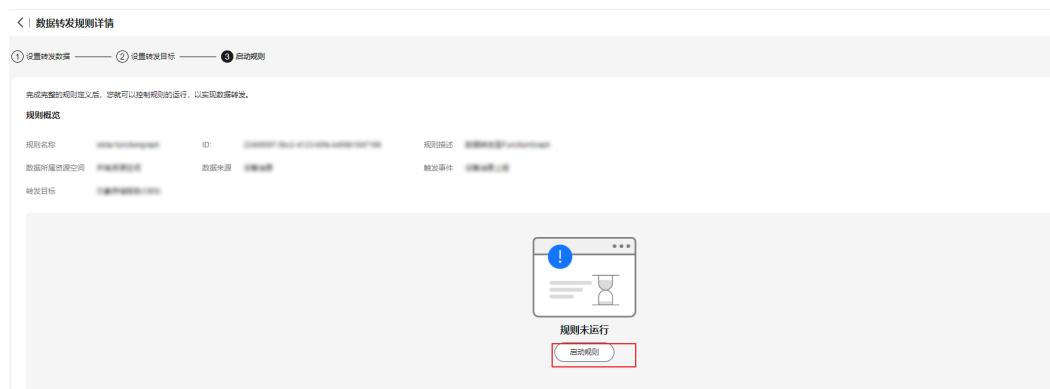 数据转发规则详情
1 设置转发数据 2 设置转发目标 3 启动规则
完成完整的规则定义后，您就可以控制规则的运行，以实现数据转发。
规则概览
规则名称 ID: 规则描述
数据所属资源空间 数据来源 触发事件
转发目标
规则未运行
启动规则